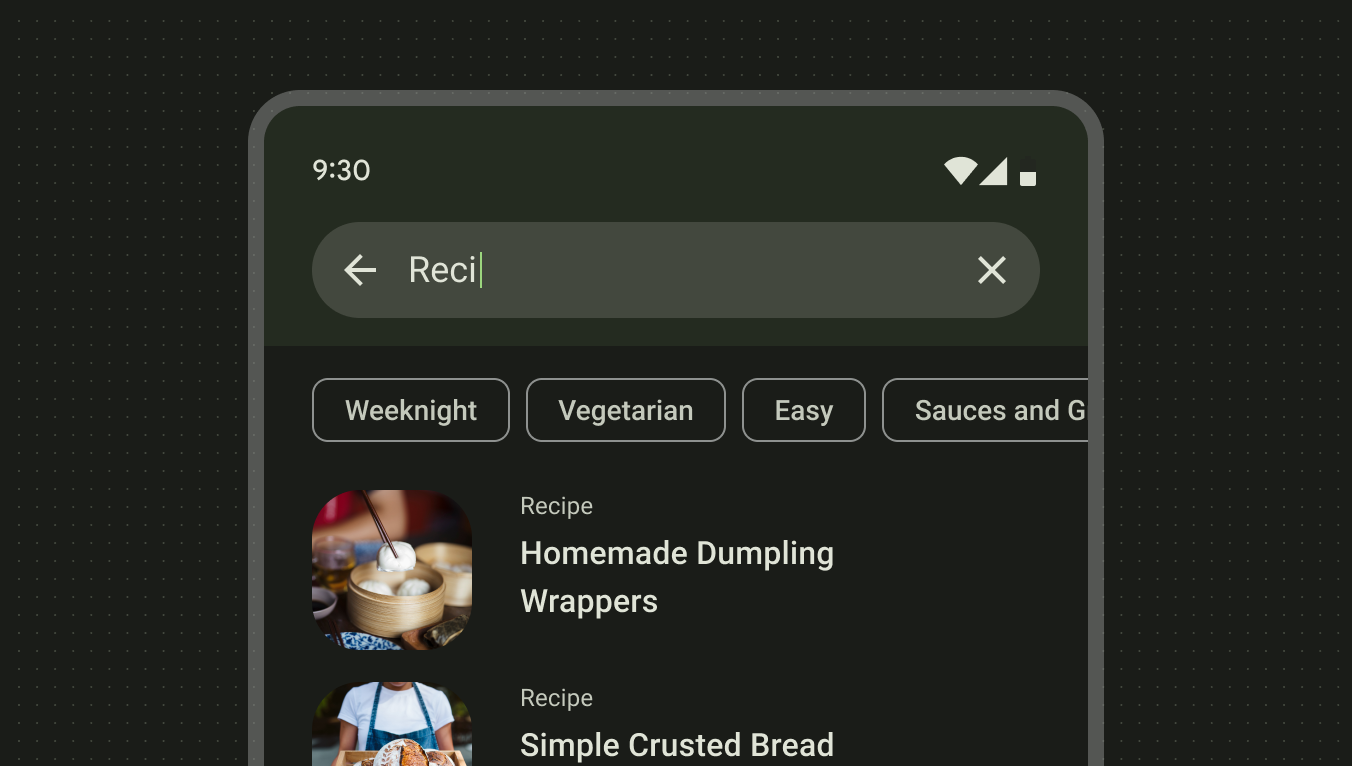 9:30
Reci
Weeknight
Vegetarian
Easy
Sauces and G
Recipe
Homemade Dumpling
Wrappers
Recipe
Simple Crusted Bread